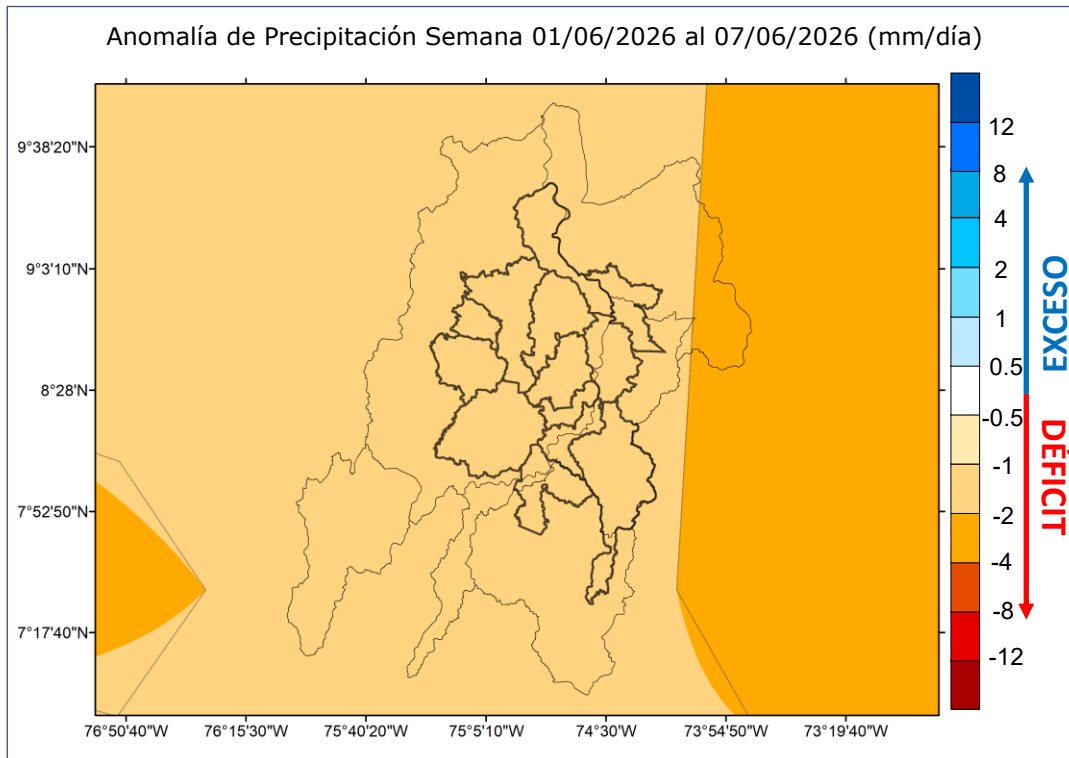 Anomalía de Precipitación Semana 01/06/2026 al 07/06/2026 (mm/día)
9°38'20"N
9°3'10"N
8°28'N
7°52'50"N
7°17'40"N
76°50'40"W
76°15'30"W
75°40'20"W
75°5'10"W
74°30'W
73°54'50"W
73°19'40"W
12
8
4
2
1
0.5
-0.5
-1
-2
-4
-8
-12
EXCESO
DÉFICIT